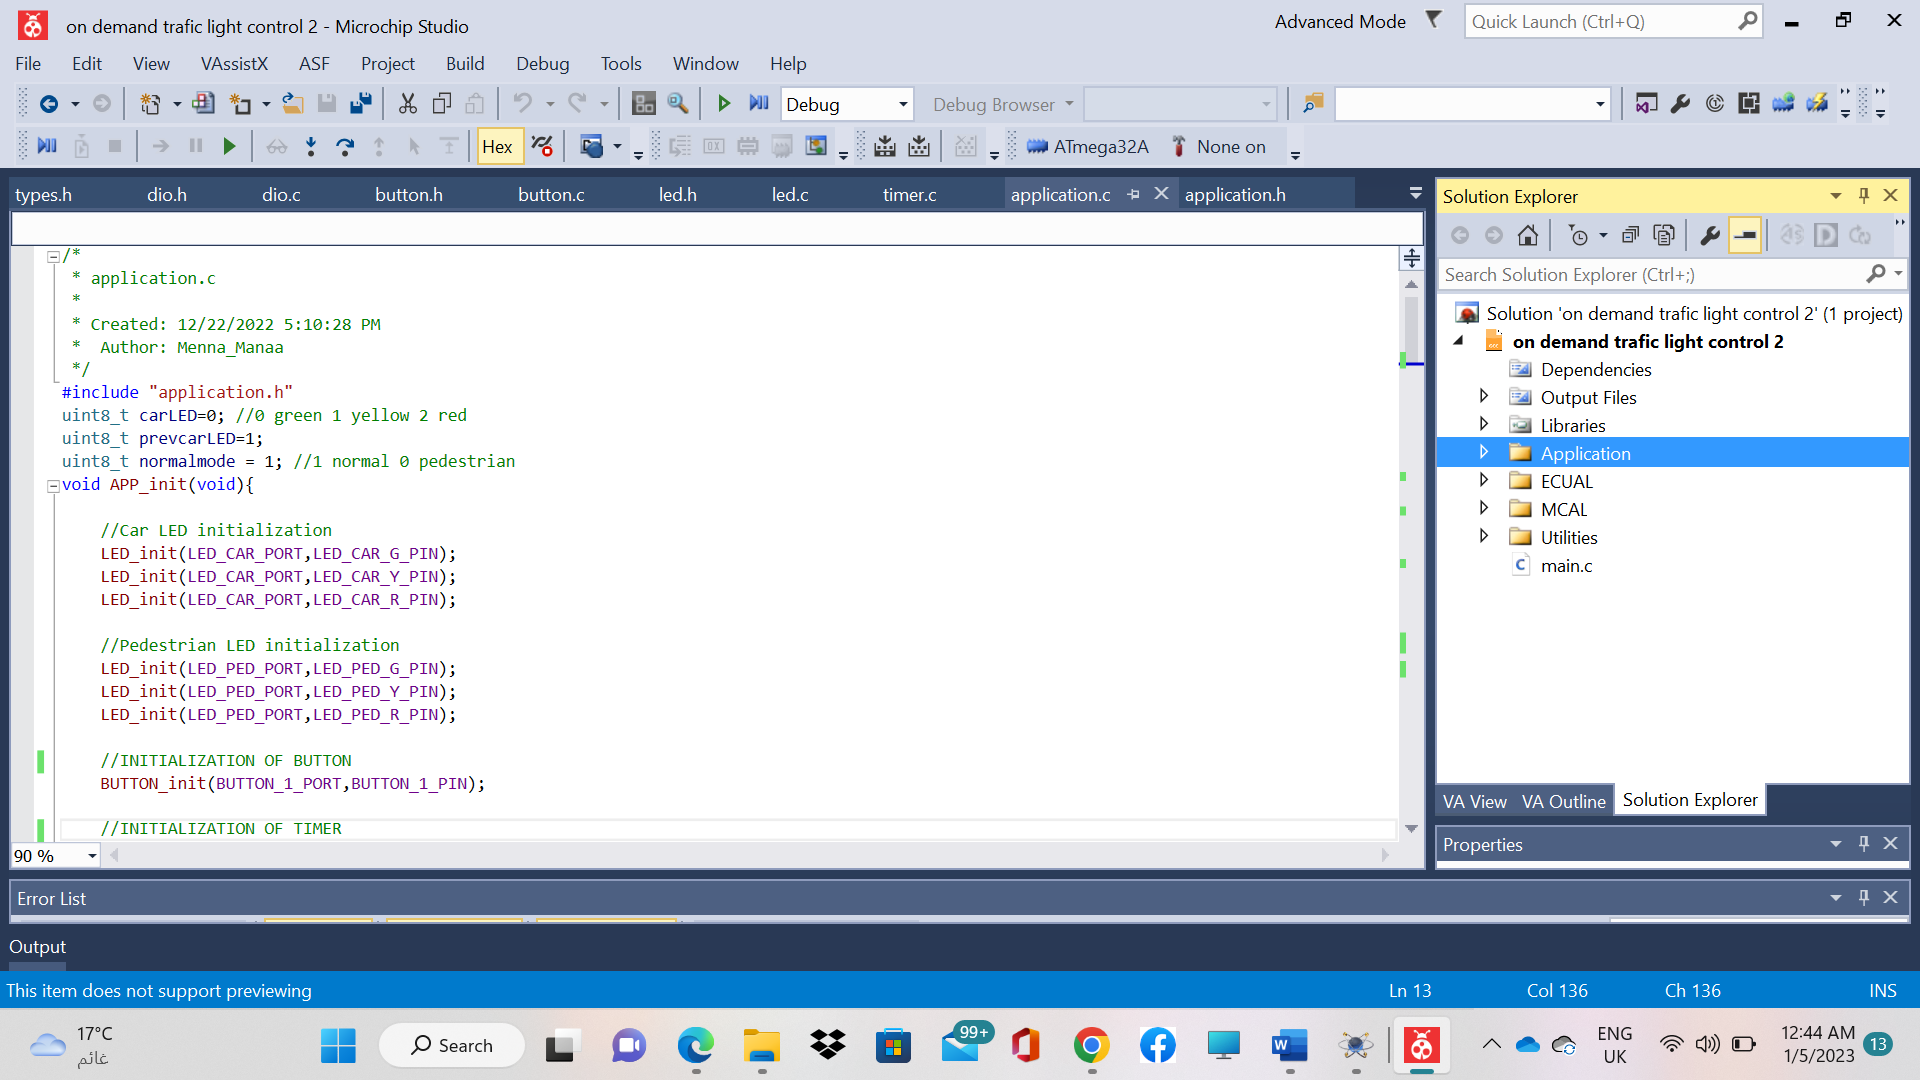 on demand trafic light control 2 - Microchip Studio
Advanced Mode
Quick Launch (Ctrl+Q)
File Edit View VAssistX ASF Project Build Debug Tools Window Help
Debug
Debug Browser
Hex
ATmega32A
None on
types.h dio.h dio.c button.h button.c led.h led.c timer.c application.c application.h
/*
* application.c
*
* Created: 12/22/2022 5:10:28 PM
* Author: Menna_Manaa
*/
#include "application.h"
uint8_t carLED=0; //0 green 1 yellow 2 red
uint8_t prevcarLED=1;
uint8_t normalmode = 1; //1 normal 0 pedestrian
void APP_init(void){
//Car LED initialization
LED_init(LED_CAR_PORT,LED_CAR_G_PIN);
LED_init(LED_CAR_PORT,LED_CAR_Y_PIN);
LED_init(LED_CAR_PORT,LED_CAR_R_PIN);
//Pedestrian LED initialization
LED_init(LED_PED_PORT,LED_PED_G_PIN);
LED_init(LED_PED_PORT,LED_PED_Y_PIN);
LED_init(LED_PED_PORT,LED_PED_R_PIN);
//INITIALIZATION OF BUTTON
BUTTON_init(BUTTON_1_PORT,BUTTON_1_PIN);
//INITIALIZATION OF TIMER
90 %
Solution Explorer
Search Solution Explorer (Ctrl+;)
Solution 'on demand trafic light control 2' (1 project)
on demand trafic light control 2
Dependencies
Output Files
Libraries
Application
ECUAL
MCAL
Utilities
main.c
VA View VA Outline Solution Explorer
Properties
Error List
Output
This item does not support previewing
Ln 13 Col 136 Ch 136 INS
17°C
غائم
Search
99+
ENG
UK
12:44 AM
1/5/2023
13